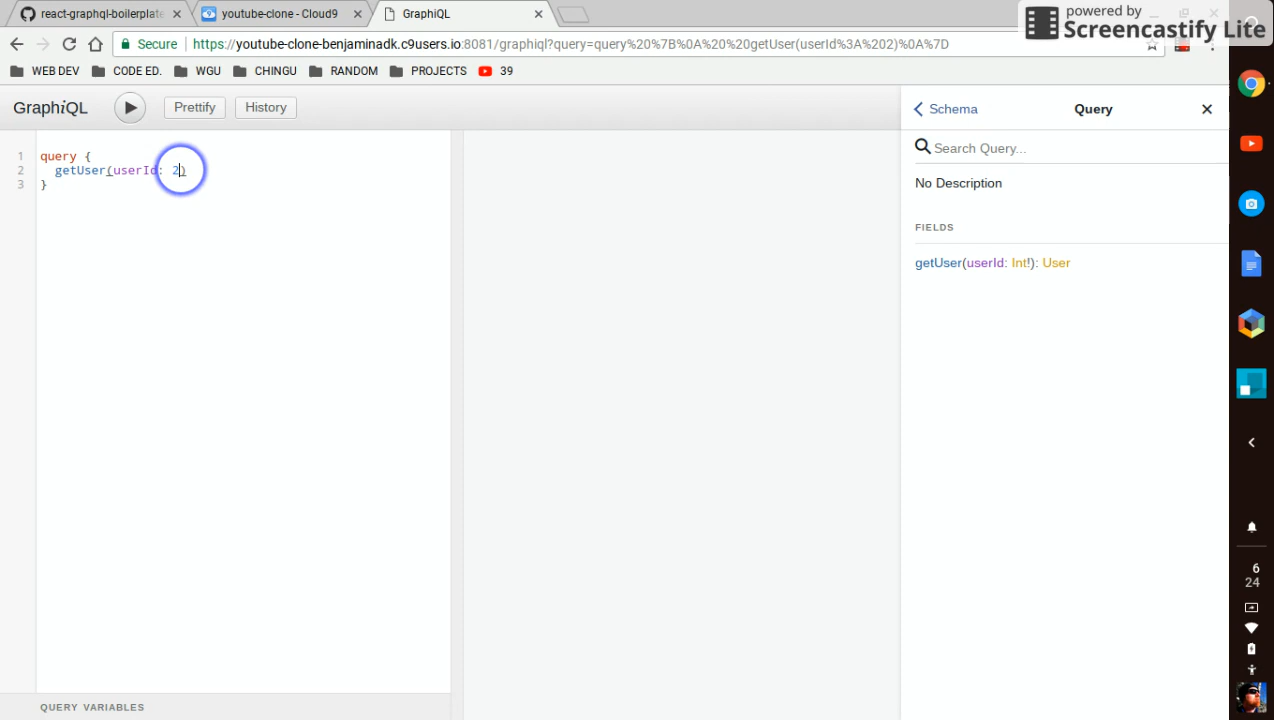 react-graphql-boilerplate
youtube-clone - Cloud9
GraphiQL
powered by
Screencastify Lite
Secure
https://youtube-clone-benjaminadk.c9users.io:8081/graphiql?query=query%20%7B%0A%20%20getUser(userId%3A%202)%0A%7D
WEB DEV
CODE ED.
WGU
CHINGU
RANDOM
PROJECTS
39
GraphiQL
Prettify
History
Schema
Query
1 query {
2 getUser(userId: 2)
3 }
Search Query...
No Description
FIELDS
getUser(userId: Int!): User
QUERY VARIABLES
6
24